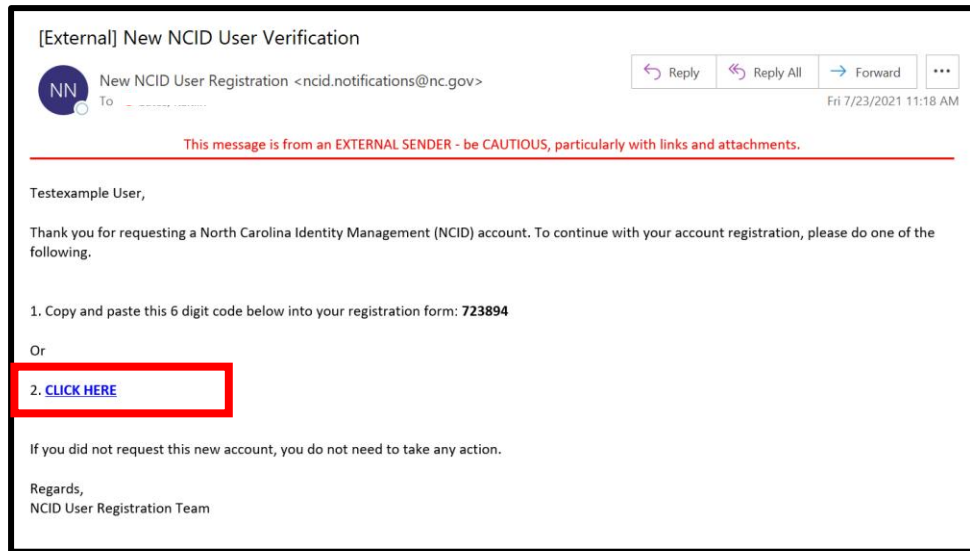 [External] New NCID User Verification
NN
New NCID User Registration <ncid.notifications@nc.gov>
To
Reply
Reply All
Forward
Fri 7/23/2021 11:18 AM
This message is from an EXTERNAL SENDER - be CAUTIOUS, particularly with links and attachments.
Testexample User,
Thank you for requesting a North Carolina Identity Management (NCID) account. To continue with your account registration, please do one of the
following.
1. Copy and paste this 6 digit code below into your registration form: 723894
Or
2. CLICK HERE
If you did not request this new account, you do not need to take any action.
Regards,
NCID User Registration Team